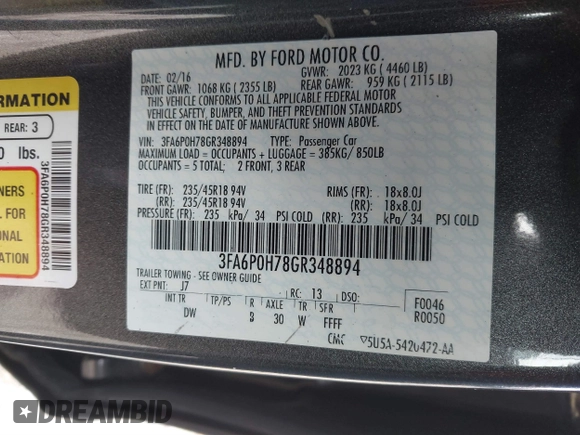 MFD. BY FORD MOTOR CO.
DATE: 02/16 GVWR: 2023 KG ( 4460 LB)
FRONT GAWR: 1068 KG ( 2355 LB) REAR GAWR: 959 KG ( 2115 LB)
THIS VEHICLE CONFORMS TO ALL APPLICABLE FEDERAL MOTOR
VEHICLE SAFETY, BUMPER, AND THEFT PREVENTION STANDARDS
IN EFFECT ON THE DATE OF MANUFACTURE SHOWN ABOVE.
VIN: 3FA6P0H78GR348894 TYPE: Passenger Car
MAXIMUM LOAD = OCCUPANTS + LUGGAGE = 385KG/ 850LB
OCCUPANTS = 5 TOTAL; 2 FRONT, 3 REAR
TIRE (FR): 235/45R18 94V RIMS (FR) : 18x8.0J
(RR): 235/45R18 94V (RR) : 18x8.0J
PRESSURE (FR): 235 kPa/ 34 PSI COLD (RR): 235 kPa/ 34 PSI COLD
3FA6P0H78GR348894
TRAILER TOWING - SEE OWNER GUIDE
EXT PNT: J7 RC: 13 DSO: F0046
INT TR TP/PS R AXLE TR SFR R0050
DW B 30 W FFFF
CMC 5U5A-5420472-AA
ORMATION
REAR: 3
0 lbs.
NERS
L FOR
ONAL
ATION
3FA6P0H78GR348894
DREAMBID